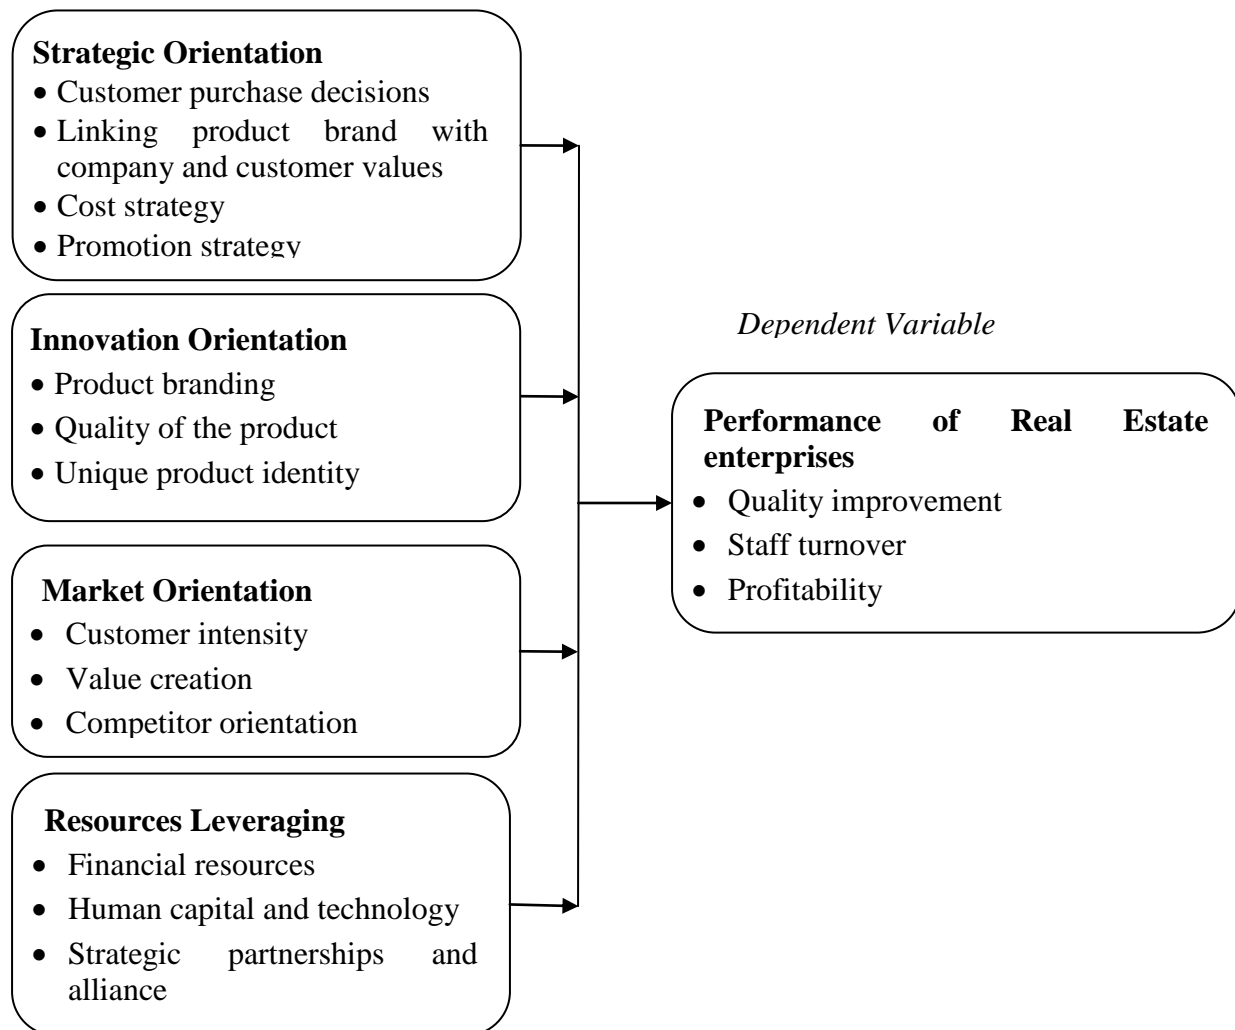 Strategic Orientation
• Customer purchase decisions
• Linking product brand with
company and customer values
• Cost strategy
• Promotion strategy
Innovation Orientation
• Product branding
• Quality of the product
• Unique product identity
Market Orientation
• Customer intensity
• Value creation
• Competitor orientation
Resources Leveraging
• Financial resources
• Human capital and technology
• Strategic partnerships and
alliance
Dependent Variable
Performance of Real Estate
enterprises
• Quality improvement
• Staff turnover
• Profitability